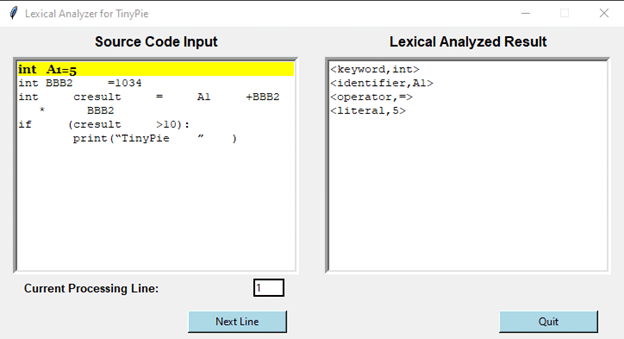 Lexical Analyzer for TinyPie
Source Code Input
int A1=5
int BBB2     =1034
int     cresult     =     A1     +BBB2
   *      BBB2
if     (cresult     >10):
        print(“TinyPie    ”    )
Current Processing Line:
1
Next Line
Lexical Analyzed Result
<keyword,int>
<identifier,A1>
<operator,=>
<literal,5>
Quit